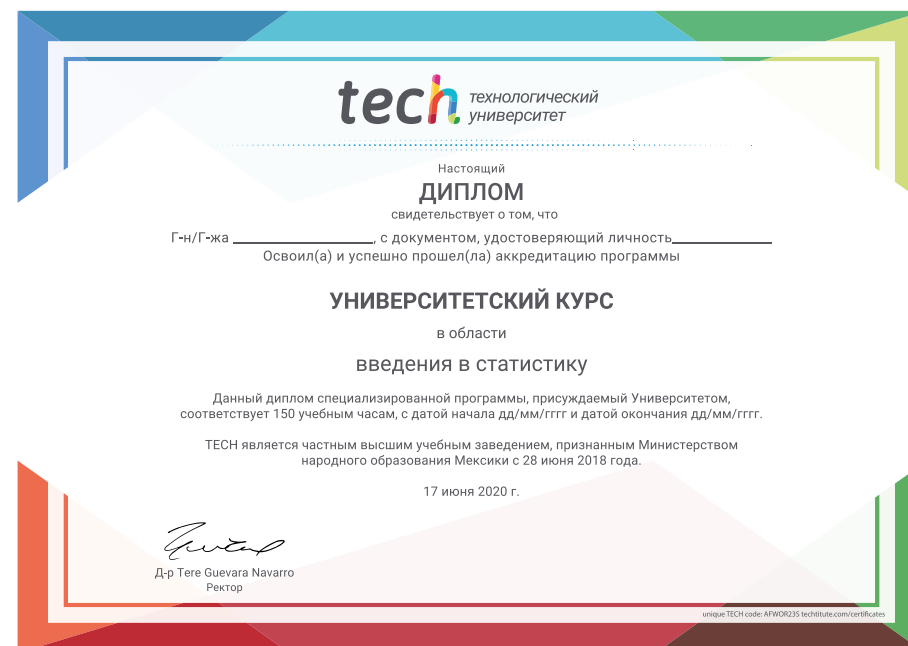 tech технологический
университет
Настоящий
ДИПЛОМ
свидетельствует о том, что
Г-н/Г-жа ____________, с документом, удостоверяющий личность_________
Освоил(а) и успешно прошел(ла) аккредитацию программы
УНИВЕРСИТЕТСКИЙ КУРС
в области
введения в статистику
Данный диплом специализированной программы, присуждаемый Университетом,
соответствует 150 учебным часам, с датой начала дд/мм/гггг и датой окончания дд/мм/гггг.
TECH является частным высшим учебным заведением, признанным Министерством
народного образования Мексики с 28 июня 2018 года.
17 июня 2020 г.
Д-р Tere Guevara Navarro
Ректор
unique TECH code: AFWOR23S techtitute.com/certificates